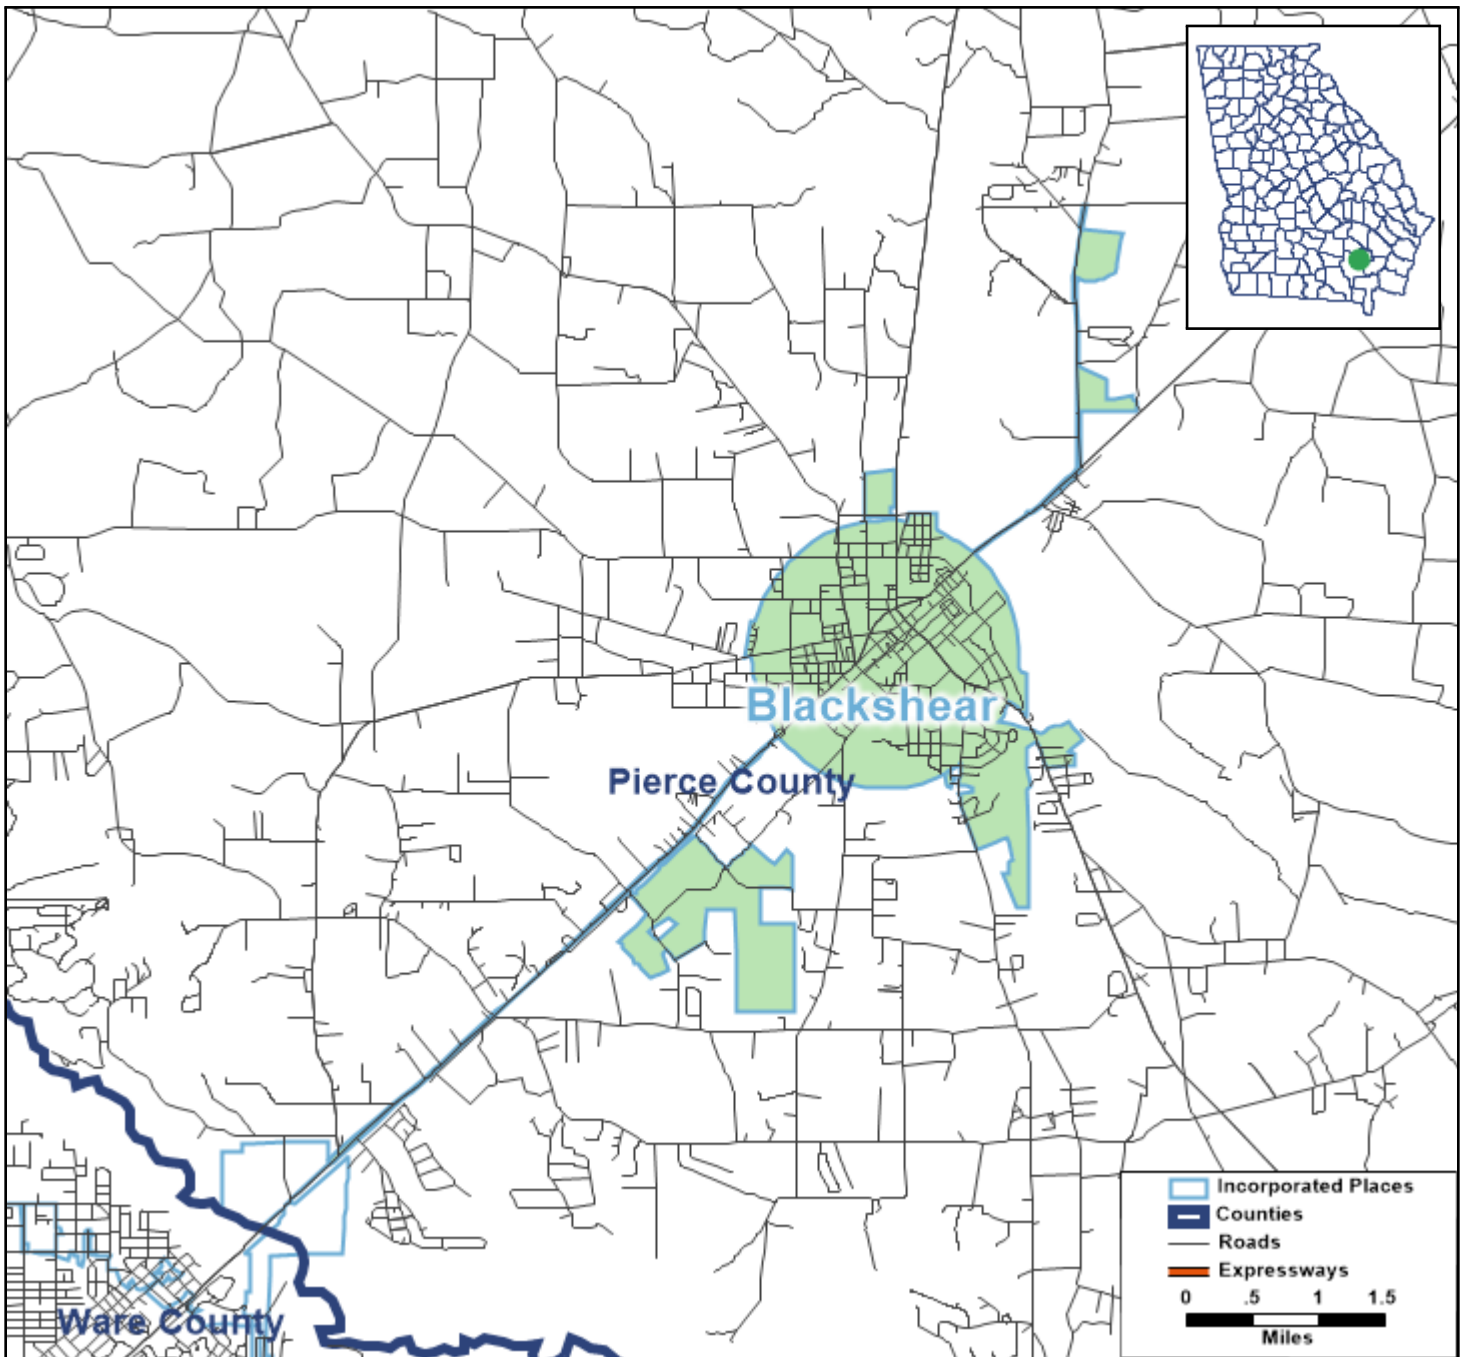 Blackshear
Pierce County
Ware County
Incorporated Places
Counties
Roads
Expressways
0 .5 1 1.5
Miles